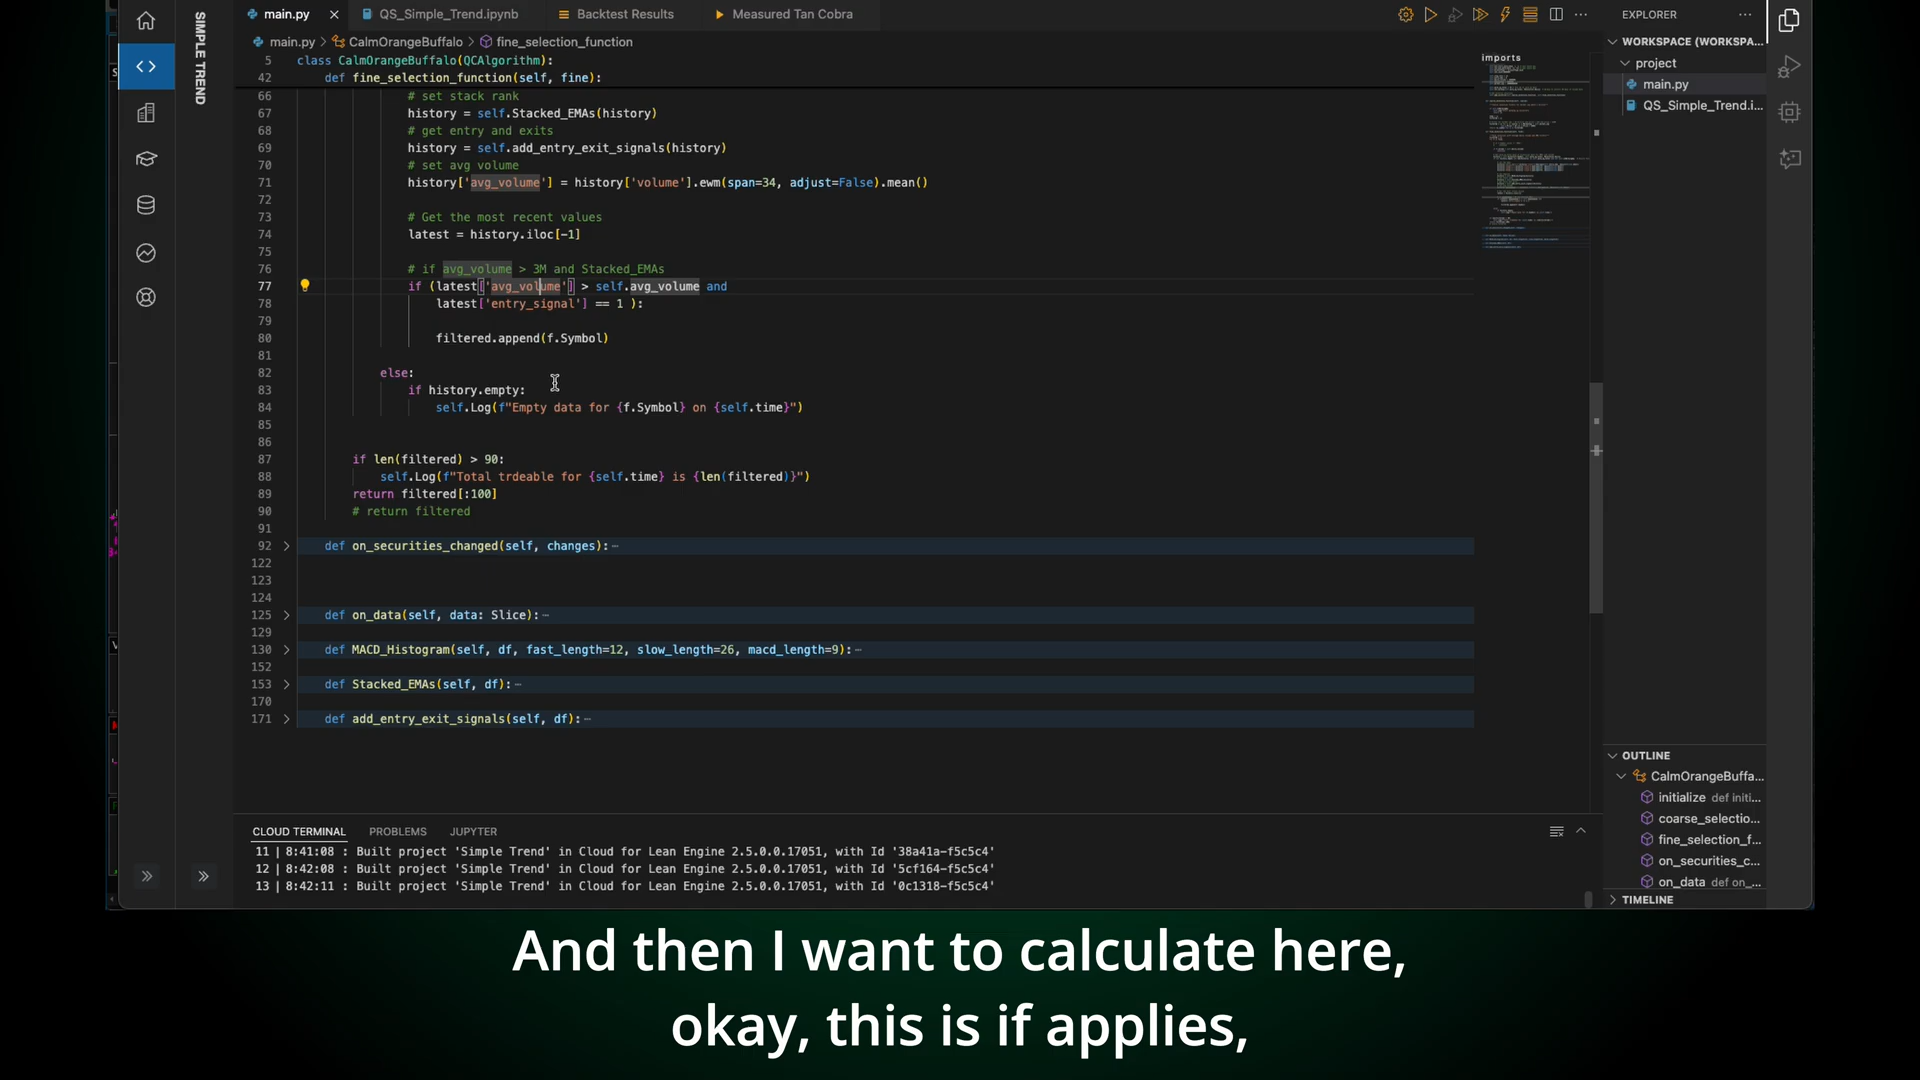 main.py
QS_Simple_Trend.ipynb
Backtest Results
Measured Tan Cobra
EXPLORER
SIMPLE TREND
main.py > CalmOrangeBuffalo > fine_selection_function
5 class CalmOrangeBuffalo(QCAlgorithm):
42 def fine_selection_function(self, fine):
66 # set stack rank
67 history = self.Stacked_EMAs(history)
68 # get entry and exits
69 history = self.add_entry_exit_signals(history)
70 # set avg volume
71 history['avg_volume'] = history['volume'].ewm(span=34, adjust=False).mean()
72
73 # Get the most recent values
74 latest = history.iloc[-1]
75
76 # if avg_volume > 3M and Stacked_EMAs
77 if (latest['avg_volume'] > self.avg_volume and
78 latest['entry_signal'] == 1 ):
79
80 filtered.append(f.Symbol)
81
82 else:
83 if history.empty:
84 self.Log(f"Empty data for {f.Symbol} on {self.time}")
85
86
87 if len(filtered) > 90:
88 self.Log(f"Total trdeable for {self.time} is {len(filtered)}")
89 return filtered[:100]
90 # return filtered
91
92 def on_securities_changed(self, changes):
122
123
124
125 def on_data(self, data: Slice):
129
130 def MACD_Histogram(self, df, fast_length=12, slow_length=26, macd_length=9):
152
153 def Stacked_EMAs(self, df):
170
171 def add_entry_exit_signals(self, df):
imports
WORKSPACE (WORKSPA...
project
main.py
QS_Simple_Trend.i...
OUTLINE
CalmOrangeBuffa...
initialize def initi...
coarse_selectio...
fine_selection_f...
on_securities_c...
on_data def on_...
TIMELINE
CLOUD TERMINAL
PROBLEMS
JUPYTER
11 | 8:41:08 : Built project 'Simple Trend' in Cloud for Lean Engine 2.5.0.0.17051, with Id '38a41a-f5c5c4'
12 | 8:42:08 : Built project 'Simple Trend' in Cloud for Lean Engine 2.5.0.0.17051, with Id '5cf164-f5c5c4'
13 | 8:42:11 : Built project 'Simple Trend' in Cloud for Lean Engine 2.5.0.0.17051, with Id '0c1318-f5c5c4'
And then I want to calculate here,
okay, this is if applies,